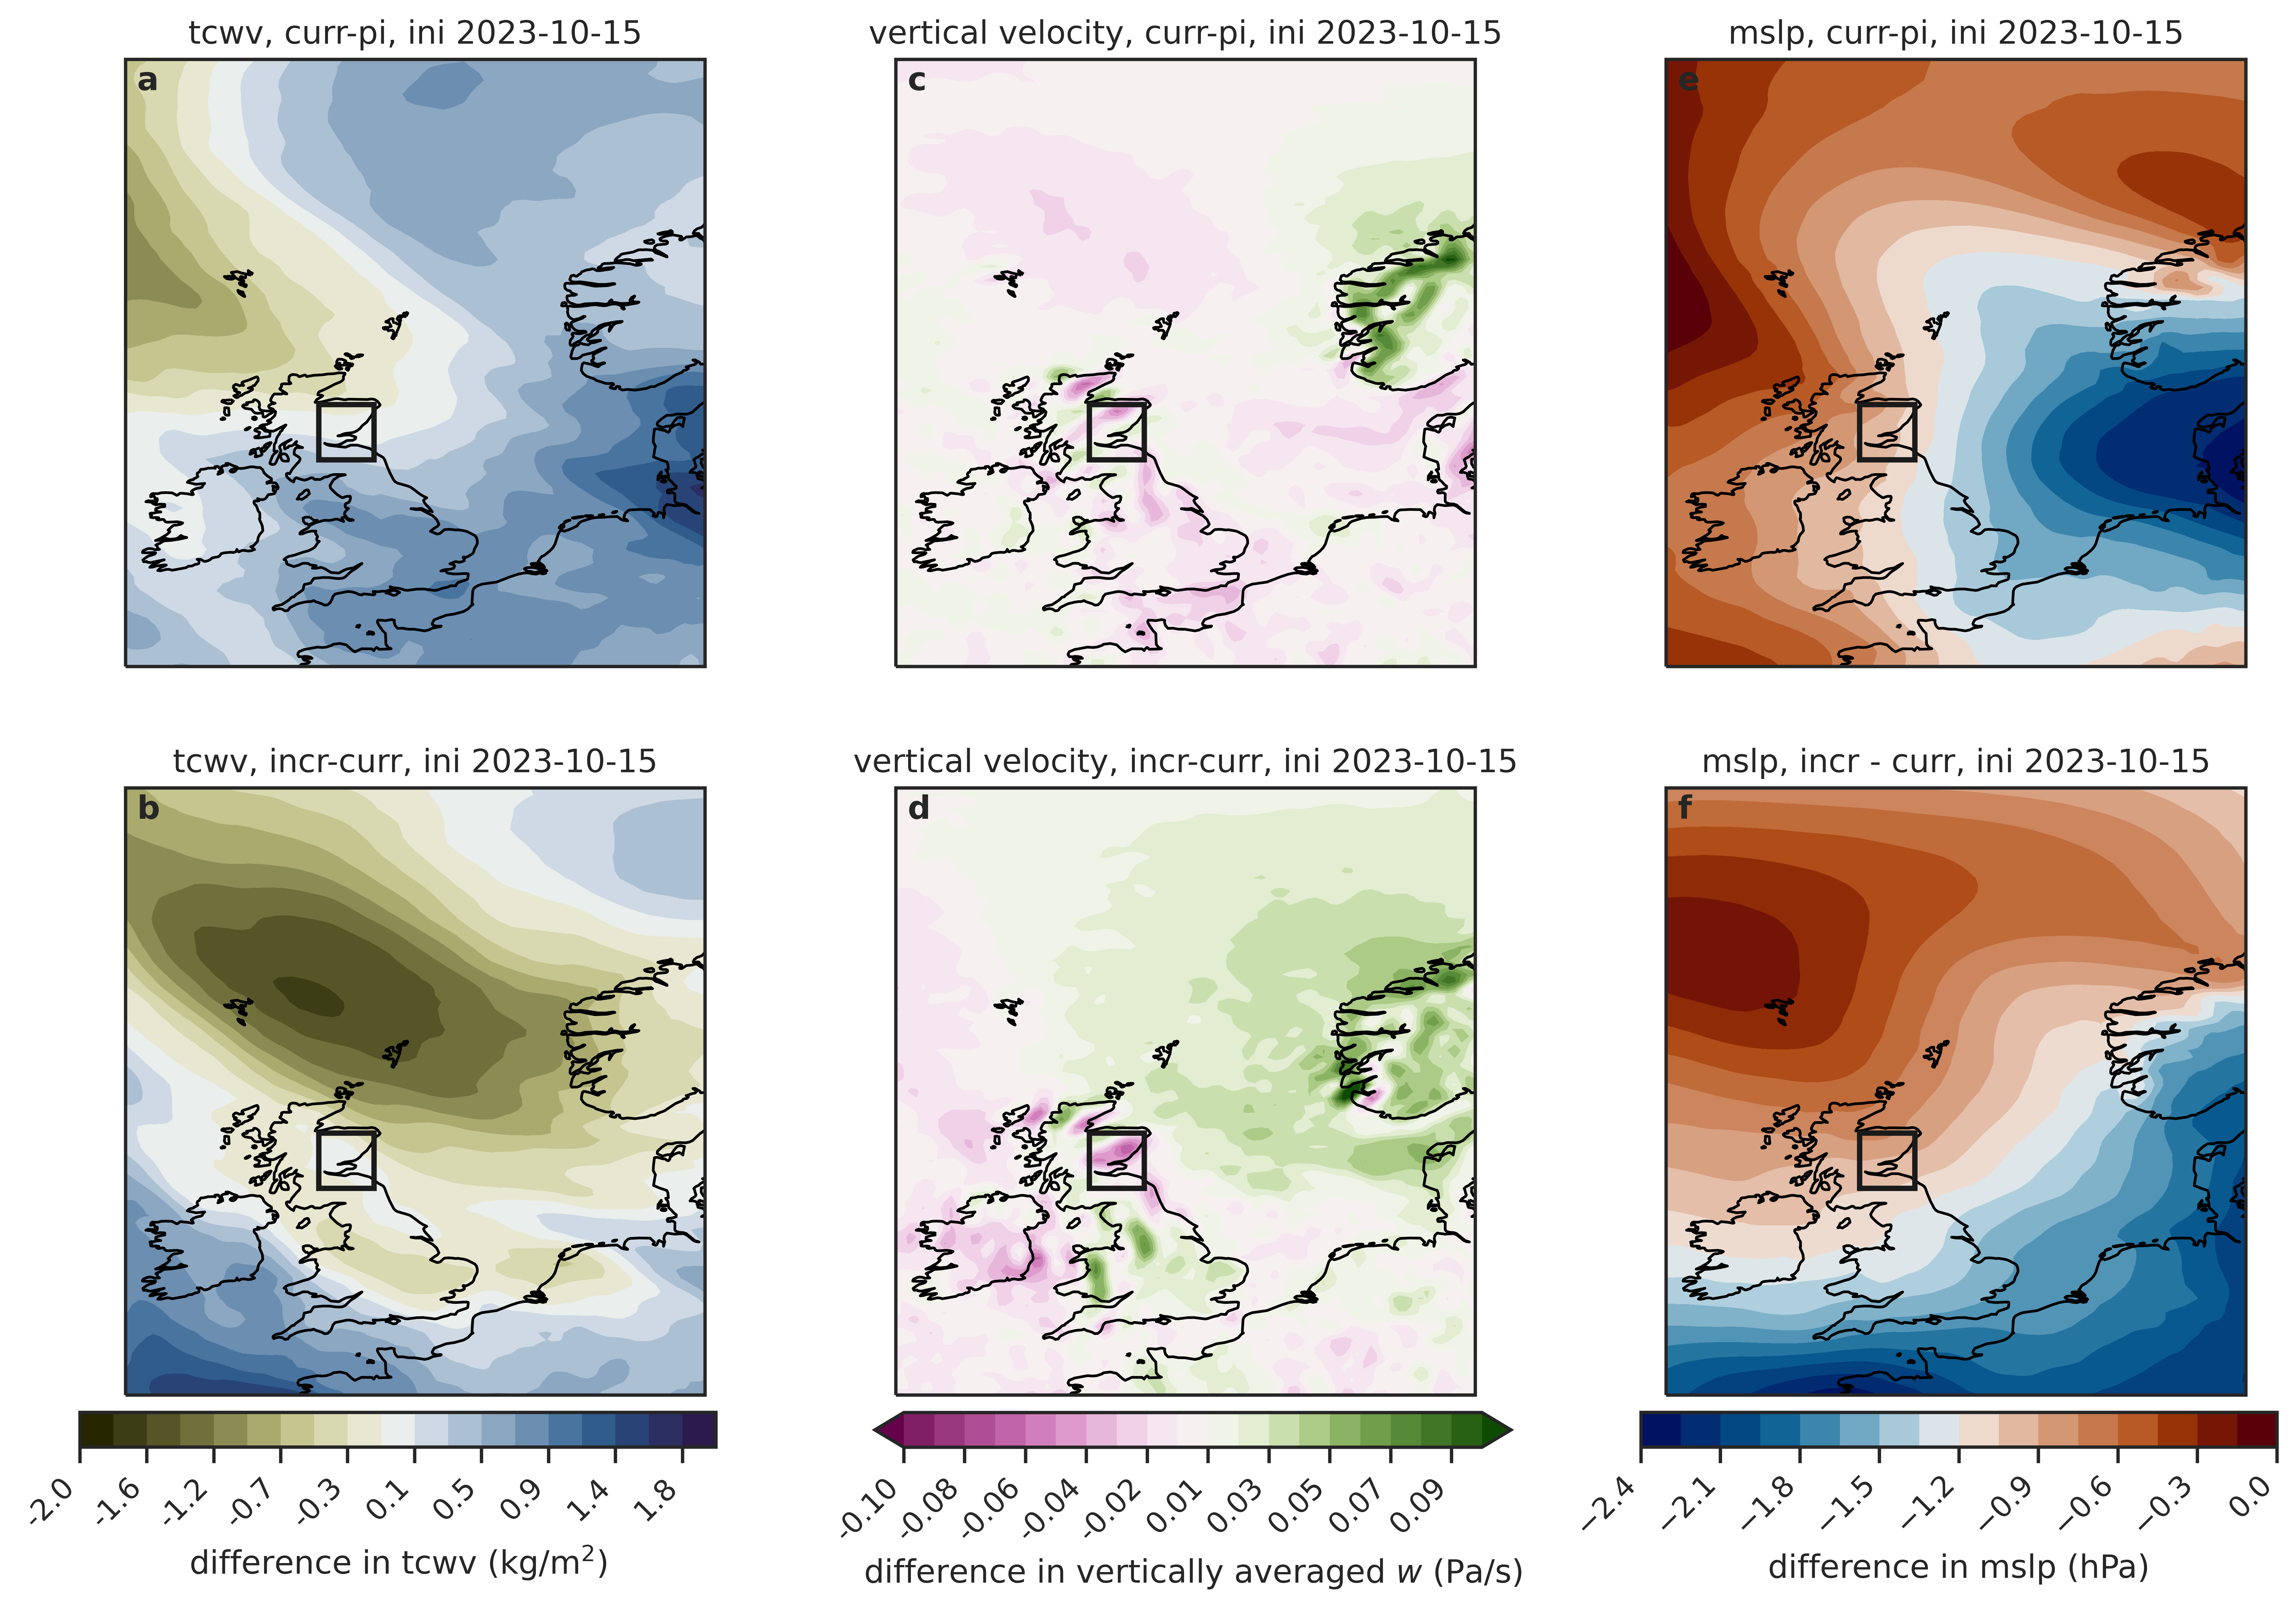 tcwv, curr-pi, ini 2023-10-15
vertical velocity, curr-pi, ini 2023-10-15
mslp, curr-pi, ini 2023-10-15
a
c
e
tcwv, incr-curr, ini 2023-10-15
vertical velocity, incr-curr, ini 2023-10-15
mslp, incr - curr, ini 2023-10-15
b
d
f
-2.0 -1.6 -1.2 -0.7 -0.3 0.1 0.5 0.9 1.4 1.8
difference in tcwv (kg/m²)
-0.10 -0.08 -0.06 -0.04 -0.02 0.01 0.03 0.05 0.07 0.09
difference in vertically averaged w (Pa/s)
−2.4 −2.1 −1.8 −1.5 −1.2 −0.9 −0.6 −0.3 0.0
difference in mslp (hPa)